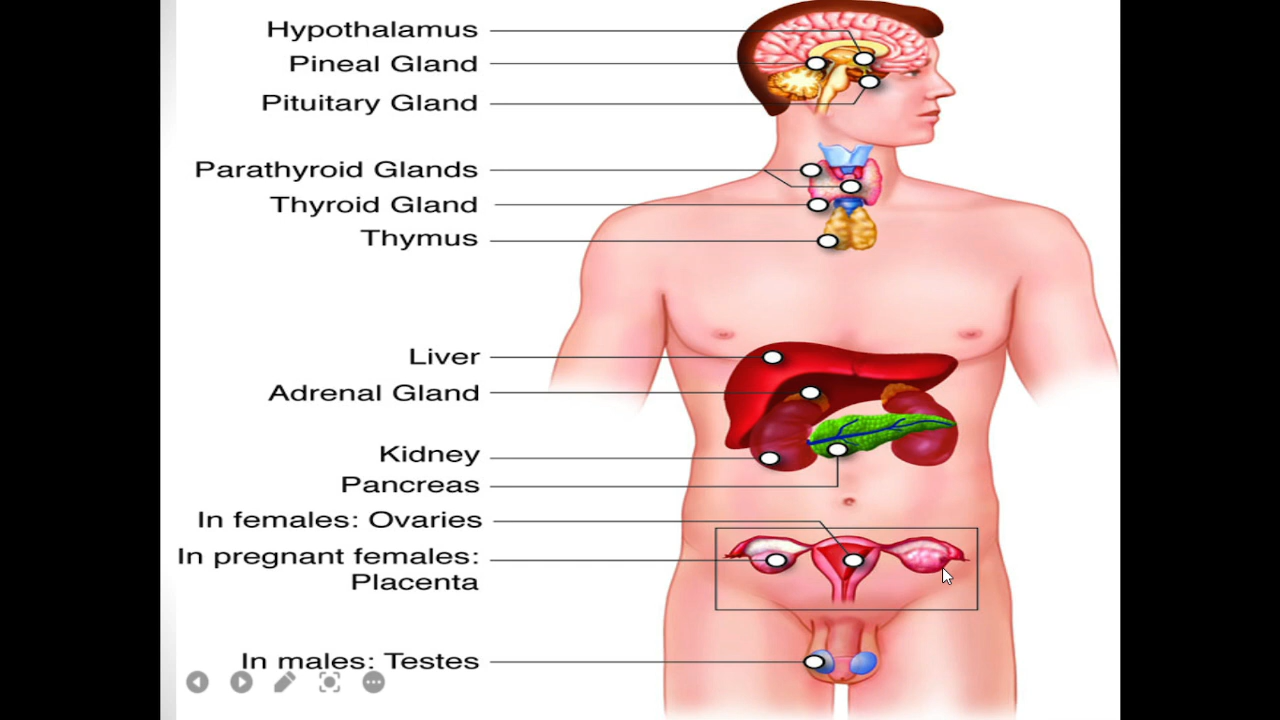 Hypothalamus
Pineal Gland
Pituitary Gland
Parathyroid Glands
Thyroid Gland
Thymus
Liver
Adrenal Gland
Kidney
Pancreas
In females: Ovaries
In pregnant females:
Placenta
In males: Testes